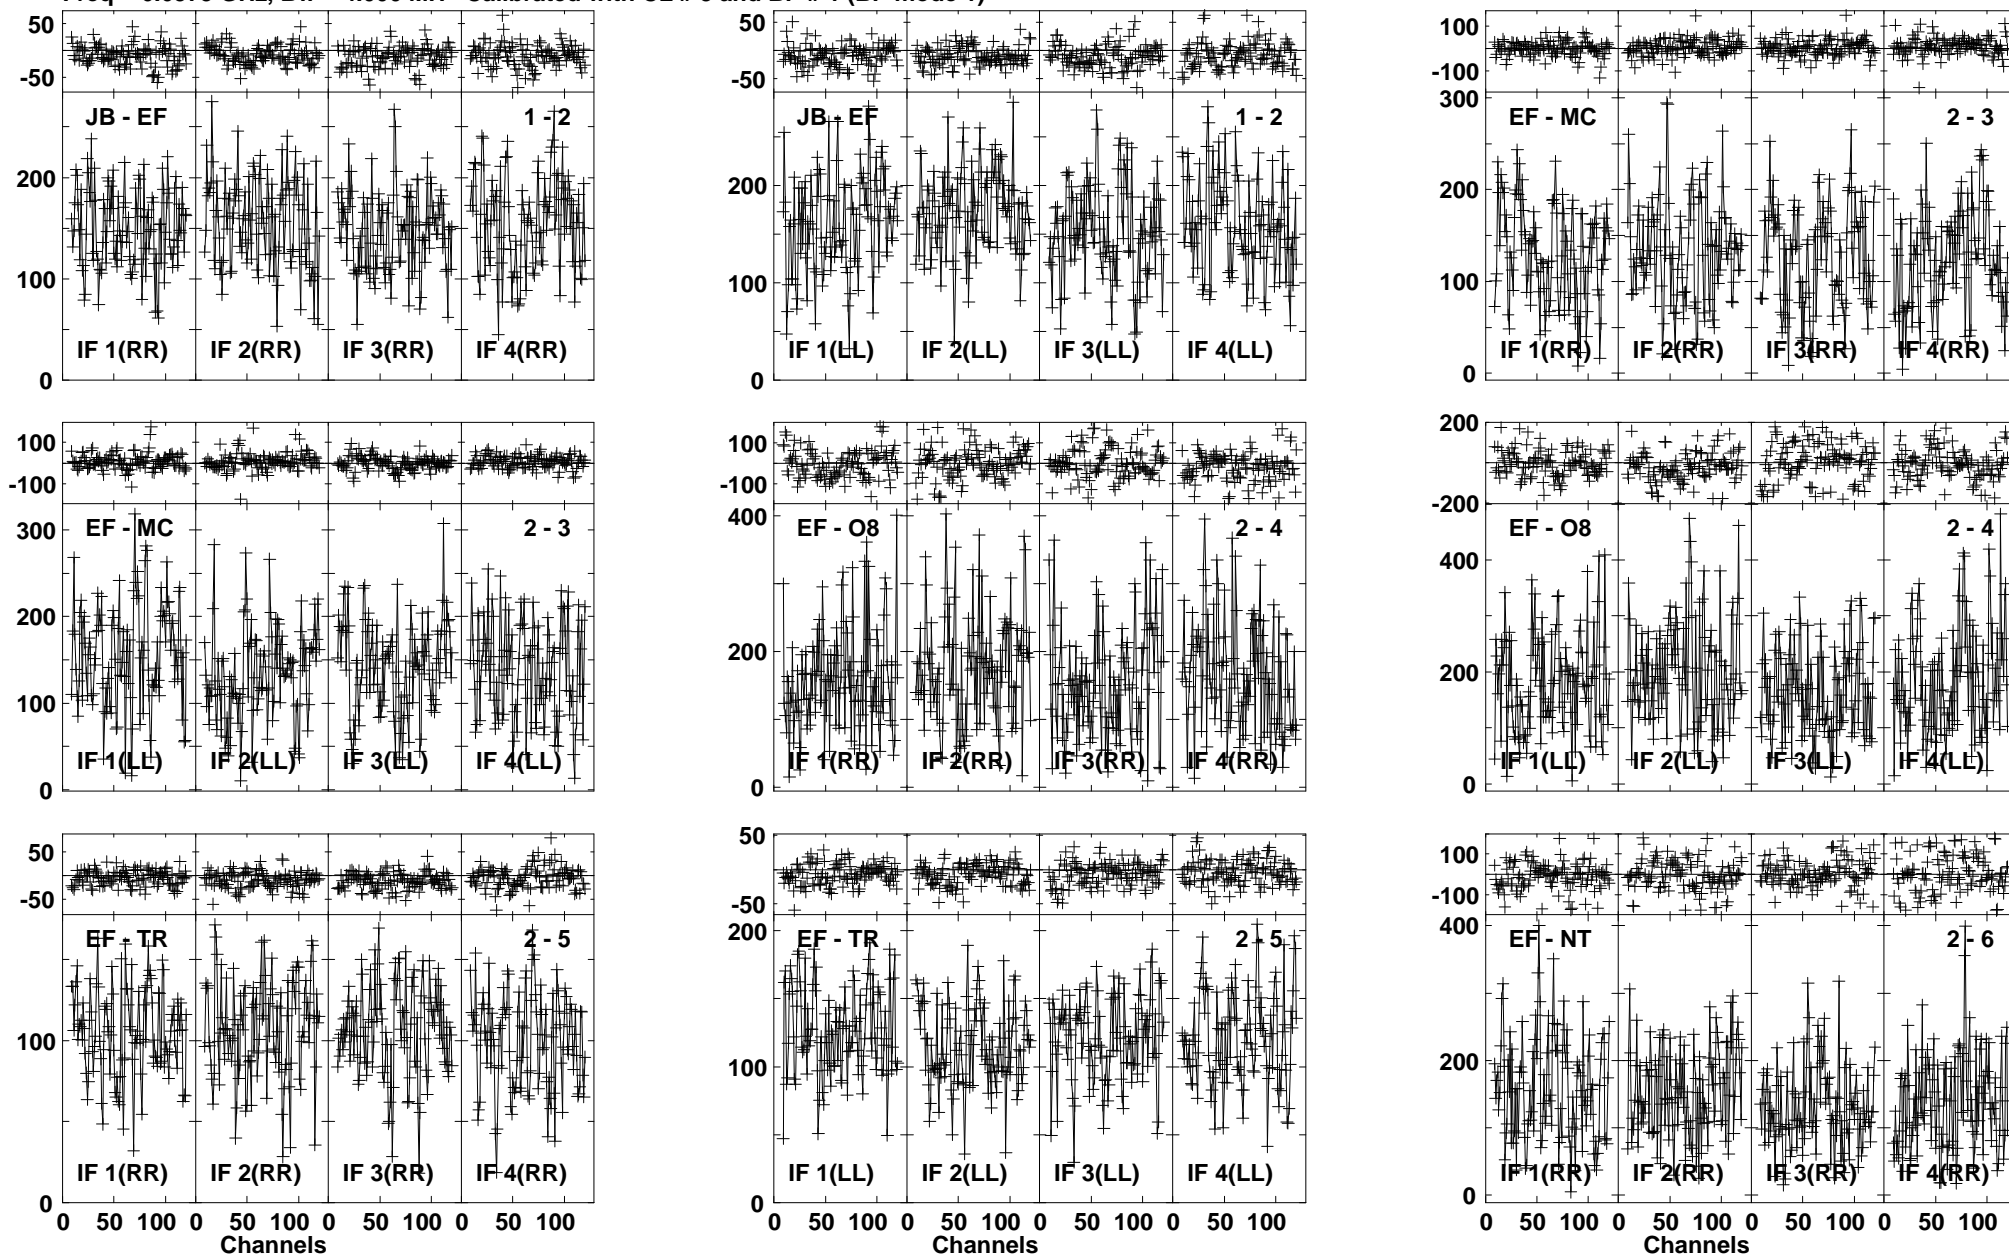 50 50 100
-50 -50 -100
JB - EF 1 - 2 JB - EF 1 - 2 300 EF - MC 2 - 3
200 200 200
100 100 100
IF 1(RR) IF 2(RR) IF 3(RR) IF 4(RR) IF 1(LL) IF 2(LL) IF 3(LL) IF 4(LL) IF 1(RR) IF 2(RR) IF 3(RR) IF 4(RR)
0 0 0
100 100 200
-100 -100 -200
300 EF - MC 2 - 3 400 EF - O8 2 - 4 EF - O8 2 - 4
400
200 200 200
100
IF 1(LL) IF 2(LL) IF 3(LL) IF 4(LL) IF 1(RR) IF 2(RR) IF 3(RR) IF 4(RR) IF 1(LL) IF 2(LL) IF 3(LL) IF 4(LL)
0 0 0
50 50 100
-50 -50 -100
EF - TR 2 - 5 200 EF - TR 2 - 5 400 EF - NT 2 - 6
100 100 200
IF 1(RR) IF 2(RR) IF 3(RR) IF 4(RR) IF 1(LL) IF 2(LL) IF 3(LL) IF 4(LL) IF 1(RR) IF 2(RR) IF 3(RR) IF 4(RR)
0 0 0
0 50 100 0 50 100 0 50 100 0 50 100 0 50 100 0 50 100 0 50 100 0 50 100 0 50 100 0 50 100 0 50 100 0 50 100
Channels Channels Channels